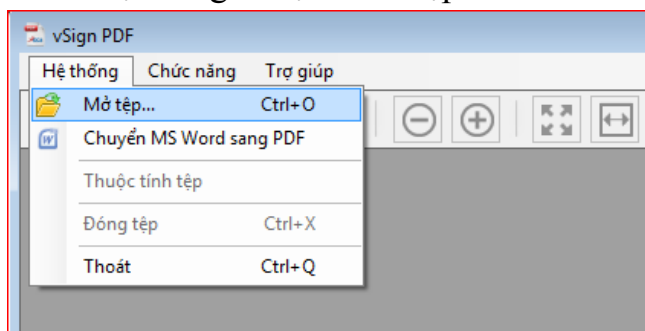 vSign PDF
Hệ thống Chức năng Trợ giúp
Mở tệp... Ctrl+O
Chuyển MS Word sang PDF
Thuộc tính tệp
Đóng tệp Ctrl+X
Thoát Ctrl+Q